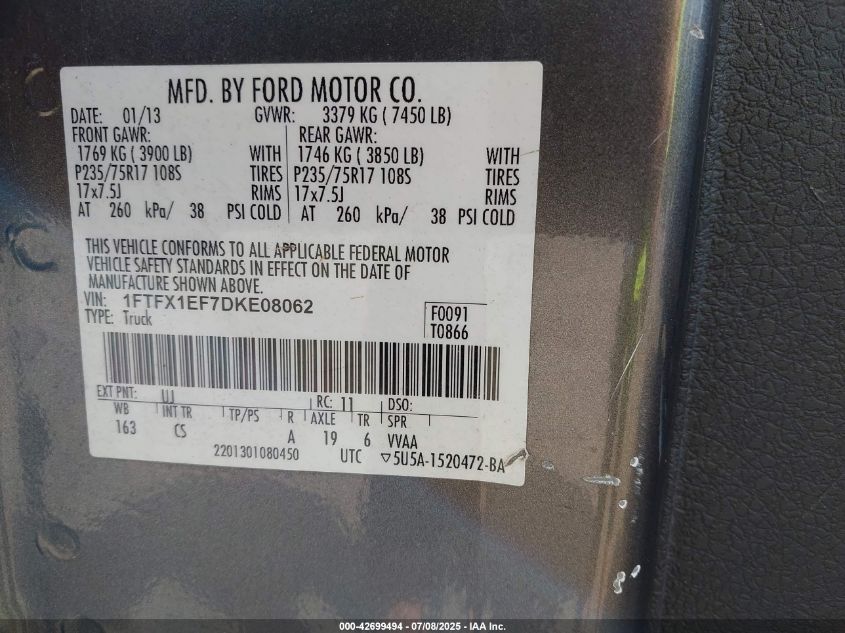 MFD. BY FORD MOTOR CO.
DATE: 01/13 GVWR: 3379 KG ( 7450 LB)
FRONT GAWR: REAR GAWR:
1769 KG ( 3900 LB) WITH 1746 KG ( 3850 LB) WITH
P235/75R17 108S TIRES P235/75R17 108S TIRES
17x7.5J RIMS 17x7.5J RIMS
AT 260 kPa/ 38 PSI COLD AT 260 kPa/ 38 PSI COLD
THIS VEHICLE CONFORMS TO ALL APPLICABLE FEDERAL MOTOR
VEHICLE SAFETY STANDARDS IN EFFECT ON THE DATE OF
MANUFACTURE SHOWN ABOVE.
VIN: 1FTFX1EF7DKE08062
TYPE: Truck
F0091
T0866
EXT PNT: UJ RC: 11 DSO:
WB INT TR TP/PS R AXLE TR SPR
163 CS A 19 6 VVAA
2201301080450 UTC ▽5U5A-1520472-BA
000-42699494 - 07/08/2025 - IAA, Inc.